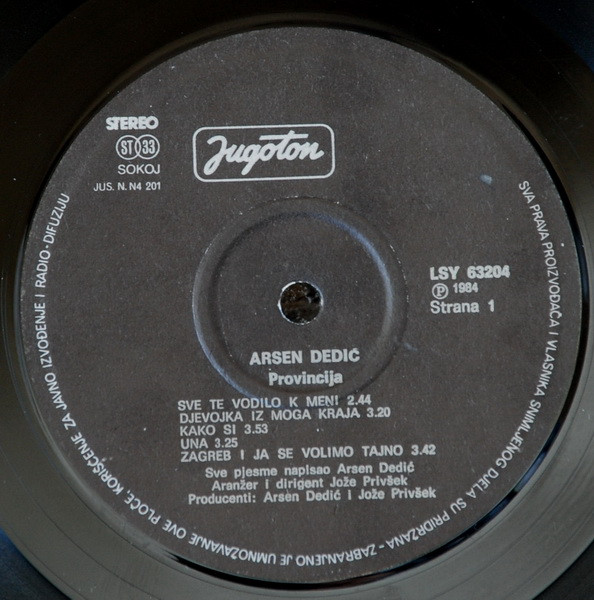 STEREO
ST 33
SOKOJ
JUS. N. N4 201
Jugoton
LSY 63204
Ⓟ 1984
Strana 1
ARSEN DEDIĆ
Provincija
SVE TE VODILO K MENI 2.44
DJEVOJKA IZ MOGA KRAJA 3.20
KAKO SI 3.53
UNA 3.25
ZAGREB I JA SE VOLIMO TAJNO 3.42
Sve pjesme napisao Arsen Dedić
Aranžer i dirigent Jože Privšek
Producenti: Arsen Dedić i Jože Privšek
SVA PRAVA PROIZVOĐAČA I VLASNIKA SNIMLJENOG DJELA SU PRIDRŽANA - ZABRANJENO JE UMNOŽAVANJE OVE PLOČE, KORIŠĆENJE ZA JAVNO IZVOĐENJE I RADIO-DIFUZIJU